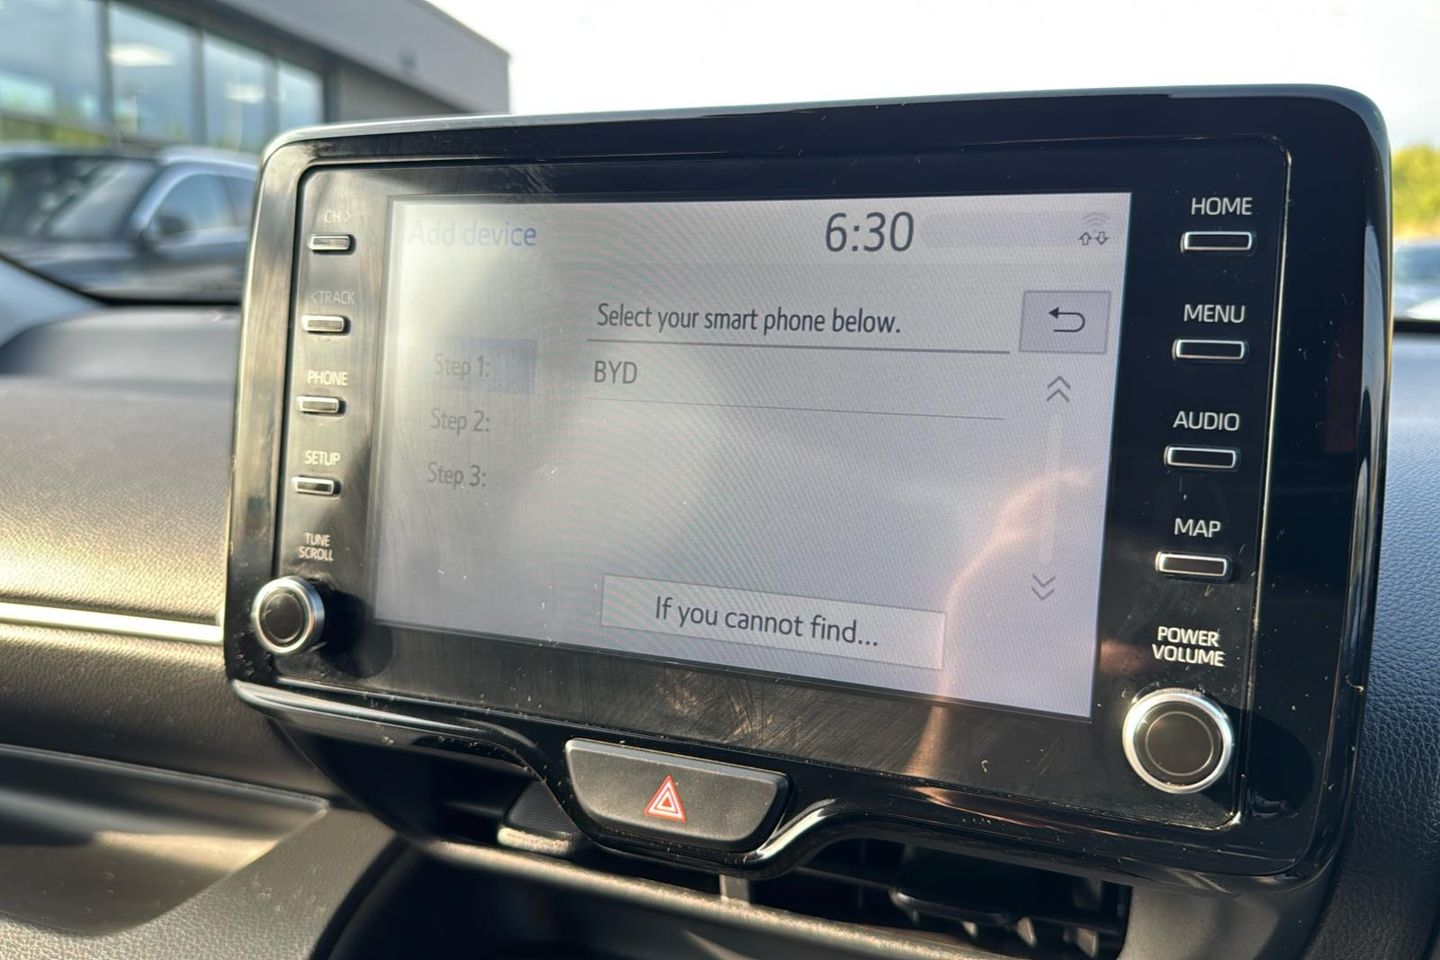 Add device
6:30
Select your smart phone below.
BYD
Step 1:
Step 2:
Step 3:
If you cannot find...
CH >
< TRACK
PHONE
SETUP
TUNE
SCROLL
HOME
MENU
AUDIO
MAP
POWER
VOLUME